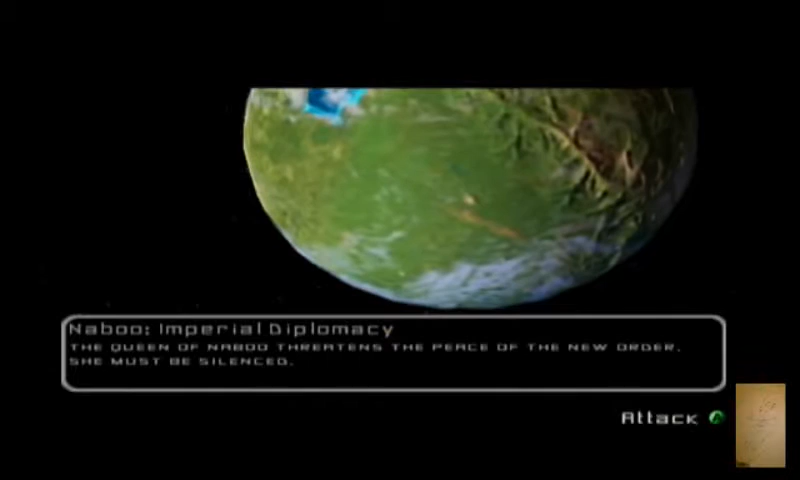 Naboo: Imperial Diplomacy
THE QUEEN OF NABOO THREATENS THE PEACE OF THE NEW ORDER.
SHE MUST BE SILENCED.
Attack A